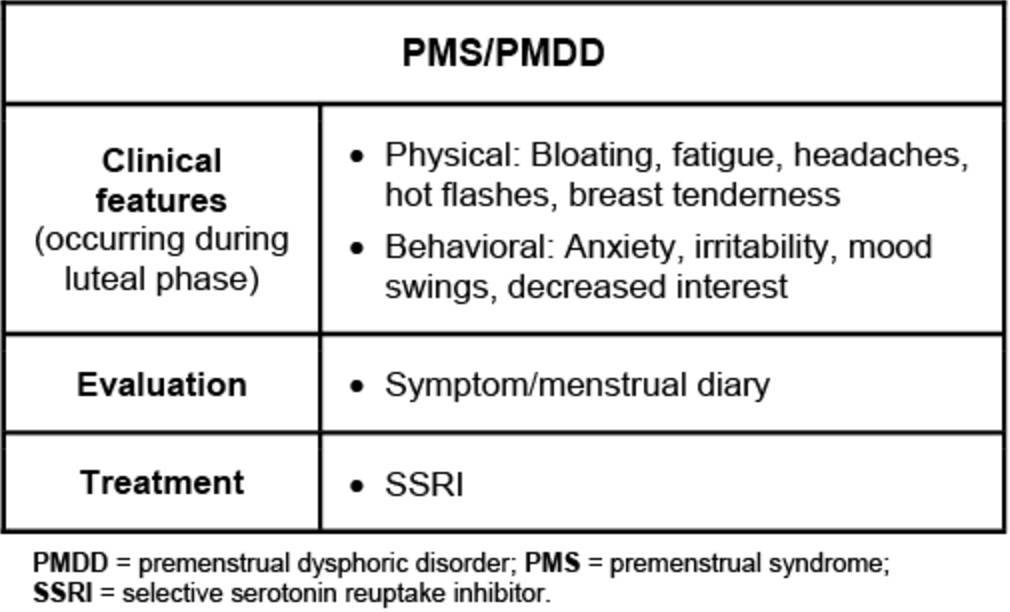 PMS/PMDD
Clinical
features
(occurring during
luteal phase)
• Physical: Bloating, fatigue, headaches,
hot flashes, breast tenderness
• Behavioral: Anxiety, irritability, mood
swings, decreased interest
Evaluation
• Symptom/menstrual diary
Treatment
• SSRI
PMDD = premenstrual dysphoric disorder; PMS = premenstrual syndrome;
SSRI = selective serotonin reuptake inhibitor.